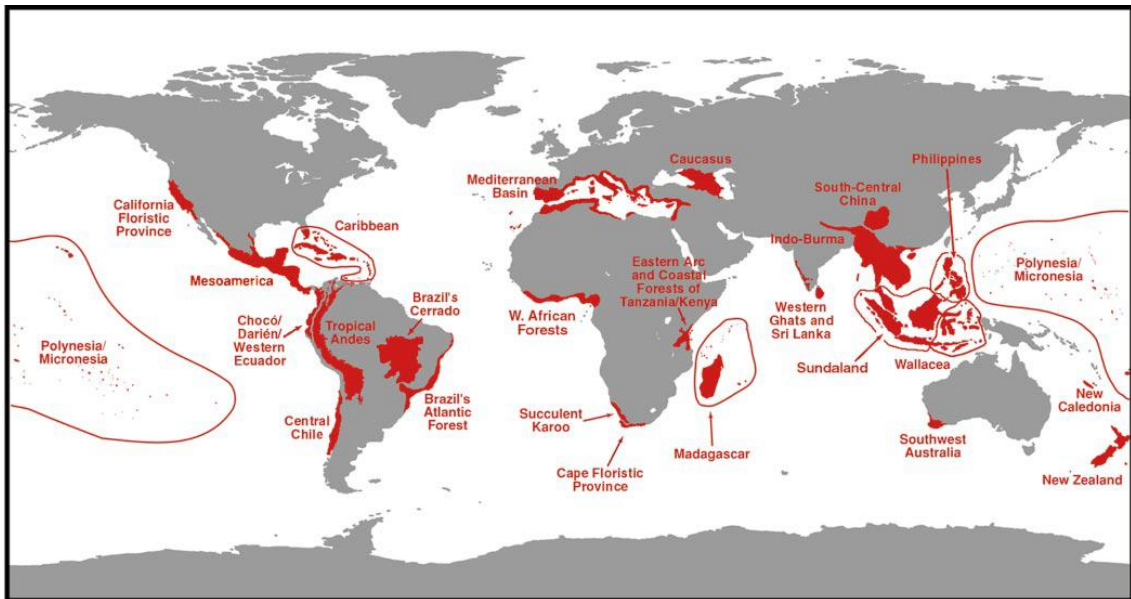 California
Floristic
Province
Caribbean
Mesoamerica
Polynesia/
Micronesia
Chocó/
Darién/
Western
Ecuador
Tropical
Andes
Brazil's
Cerrado
Central
Chile
Brazil's
Atlantic
Forest
Mediterranean
Basin
Caucasus
W. African
Forests
Eastern Arc
and Coastal
Forests of
Tanzania/Kenya
Succulent
Karoo
Cape Floristic
Province
Madagascar
Philippines
South-Central
China
Indo-Burma
Western
Ghats and
Sri Lanka
Sundaland
Wallacea
Polynesia/
Micronesia
New
Caledonia
Southwest
Australia
New Zealand